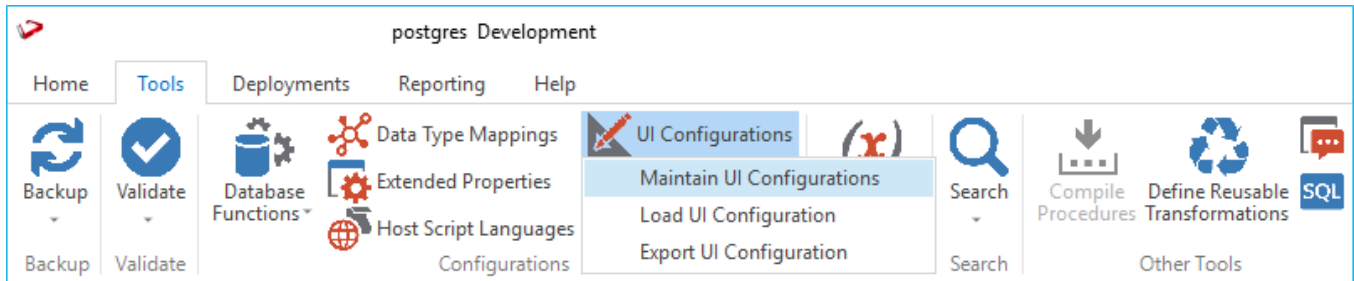 postgres Development
Home Tools Deployments Reporting Help
Data Type Mappings
UI Configurations
(x)
Maintain UI Configurations
Extended Properties
Backup
Validate
Database
Functions
Search
Compile
Procedures
Define Reusable
Transformations
SQL
Load UI Configuration
Host Script Languages
Export UI Configuration
Backup Validate Configurations Search Other Tools